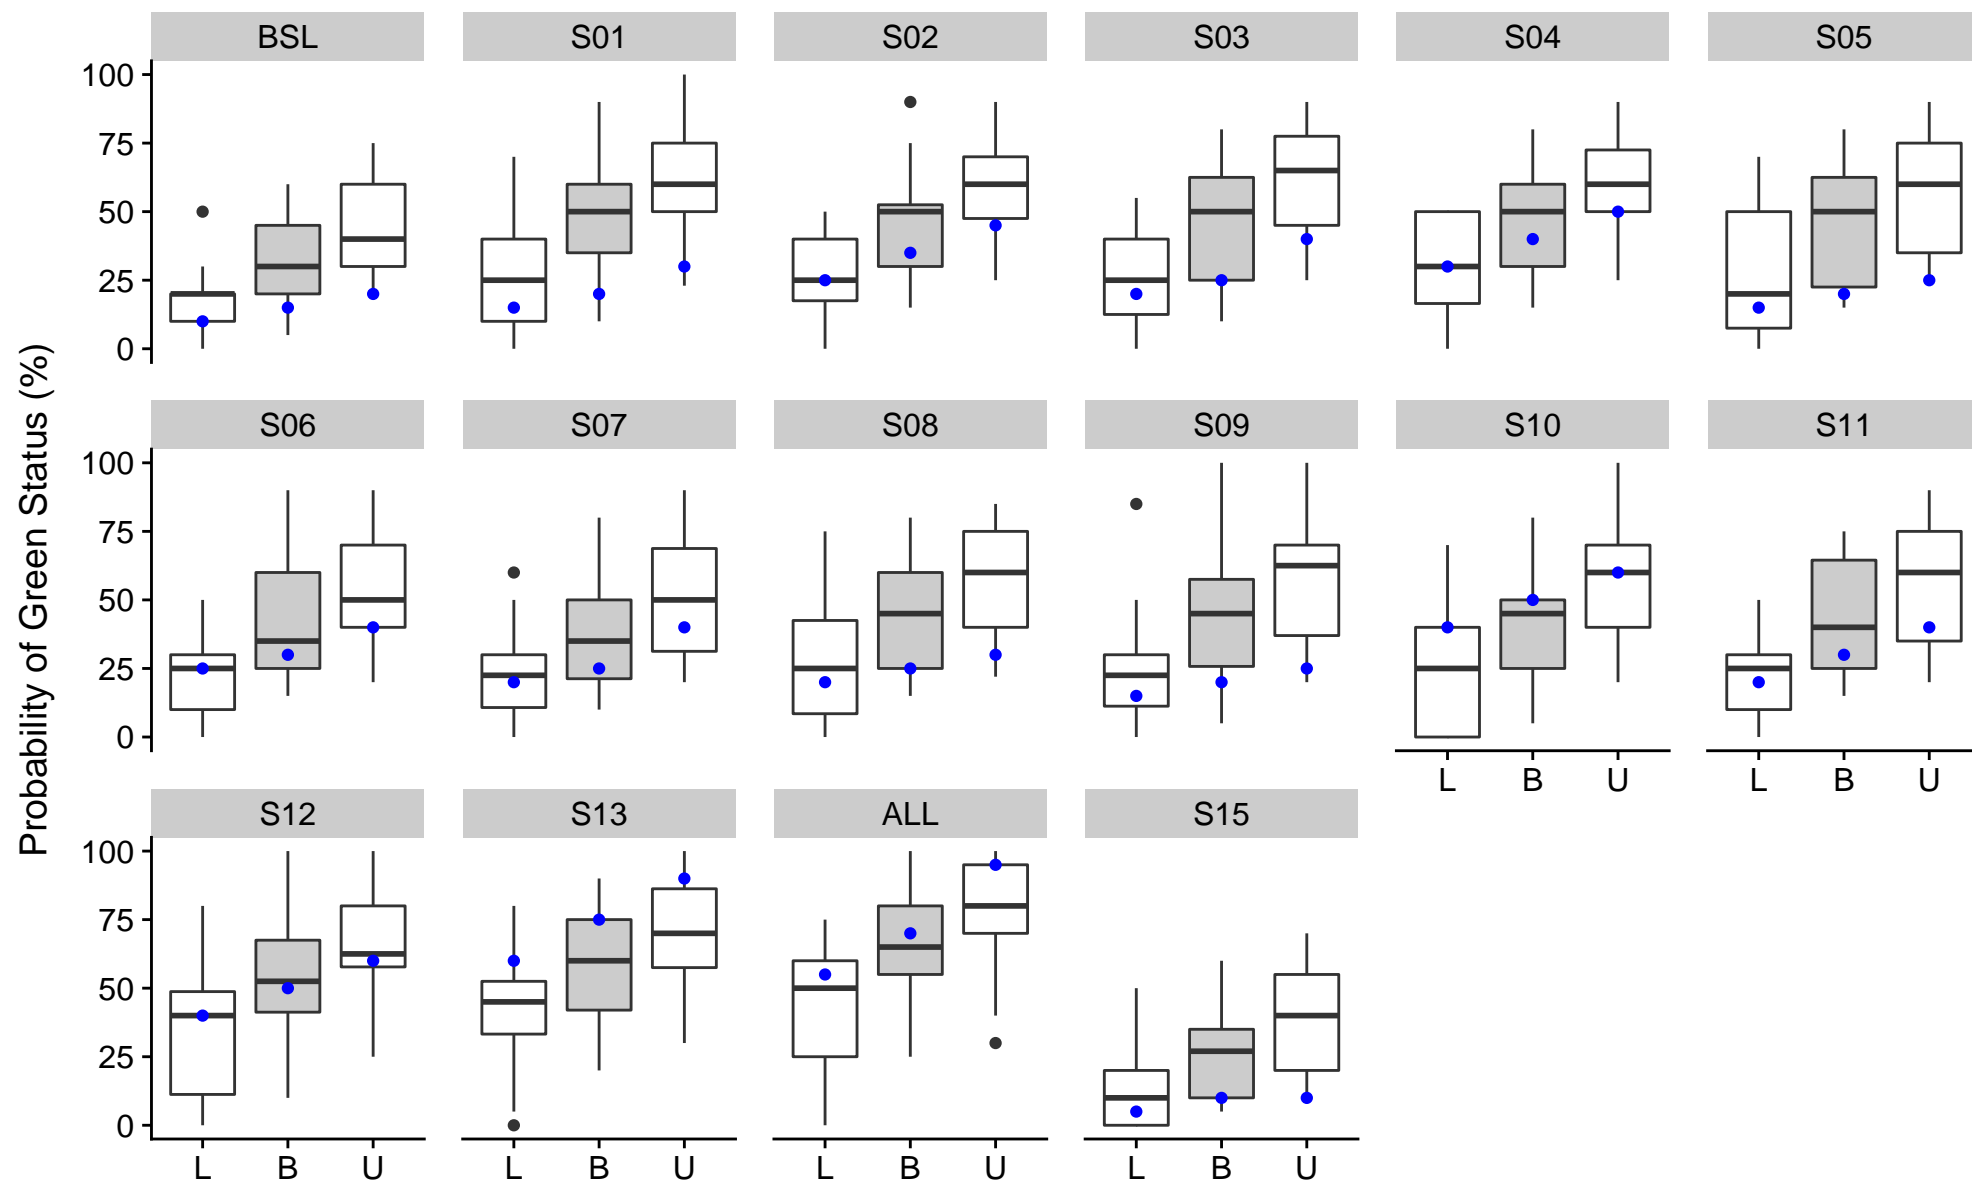 Probability of Green Status (%)
BSL S01 S02 S03 S04 S05
100
75
50
25
0
S06 S07 S08 S09 S10 S11
100
75
50
25
0
L B U L B U
S12 S13 ALL S15
100
75
50
25
0
L B U L B U L B U L B U